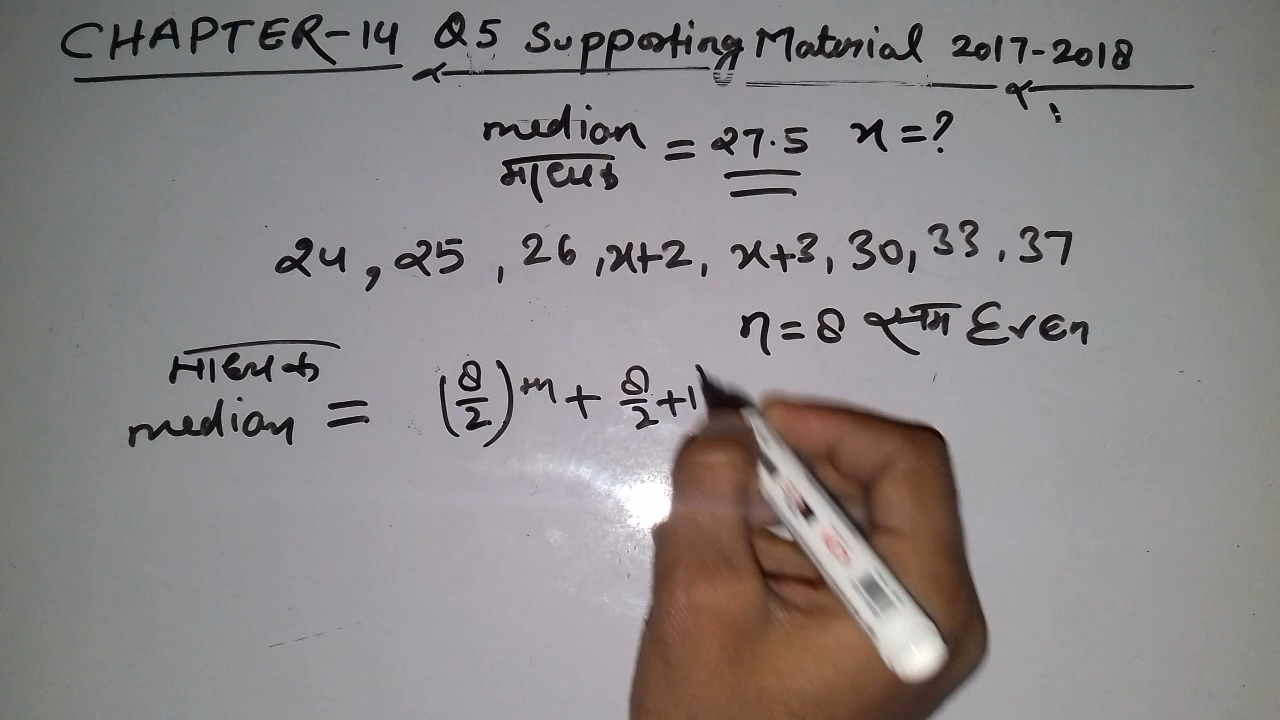 CHAPTER-14 Q5 Supporting Material 2017-2018
median = 27.5 x=?
माध्यक
24, 25, 26, x+2, x+3, 30, 33, 37
n=8 सम Even
माध्यक
median = (8/2)th + 8/2+1